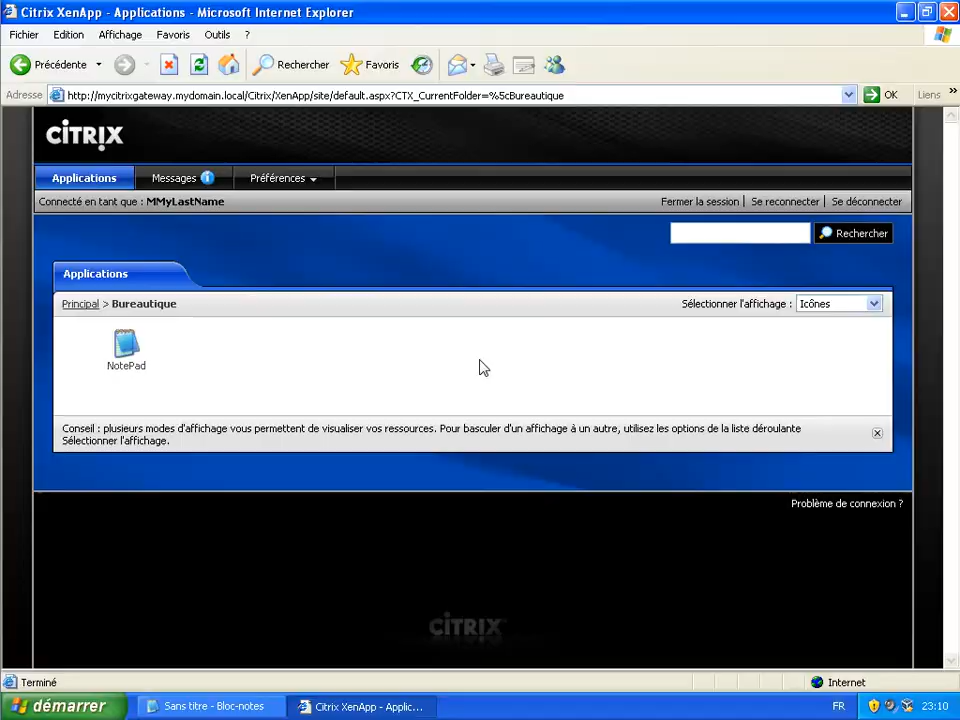 Citrix XenApp - Applications - Microsoft Internet Explorer
Fichier Edition Affichage Favoris Outils ?
Précédente Rechercher Favoris
Adresse http://mycitrixgateway.mydomain.local/Citrix/XenApp/site/default.aspx?CTX_CurrentFolder=%5cBureautique OK Liens »
CITRIX
Applications Messages Préférences
Connecté en tant que : MMyLastName Fermer la session | Se reconnecter | Se déconnecter
Rechercher
Applications
Principal > Bureautique Sélectionner l'affichage : Icônes
NotePad
Conseil : plusieurs modes d'affichage vous permettent de visualiser vos ressources. Pour basculer d'un affichage à un autre, utilisez les options de la liste déroulante
Sélectionner l'affichage.
Problème de connexion ?
CITRIX
Terminé Internet
démarrer Sans titre - Bloc-notes Citrix XenApp - Applic... FR 23:10